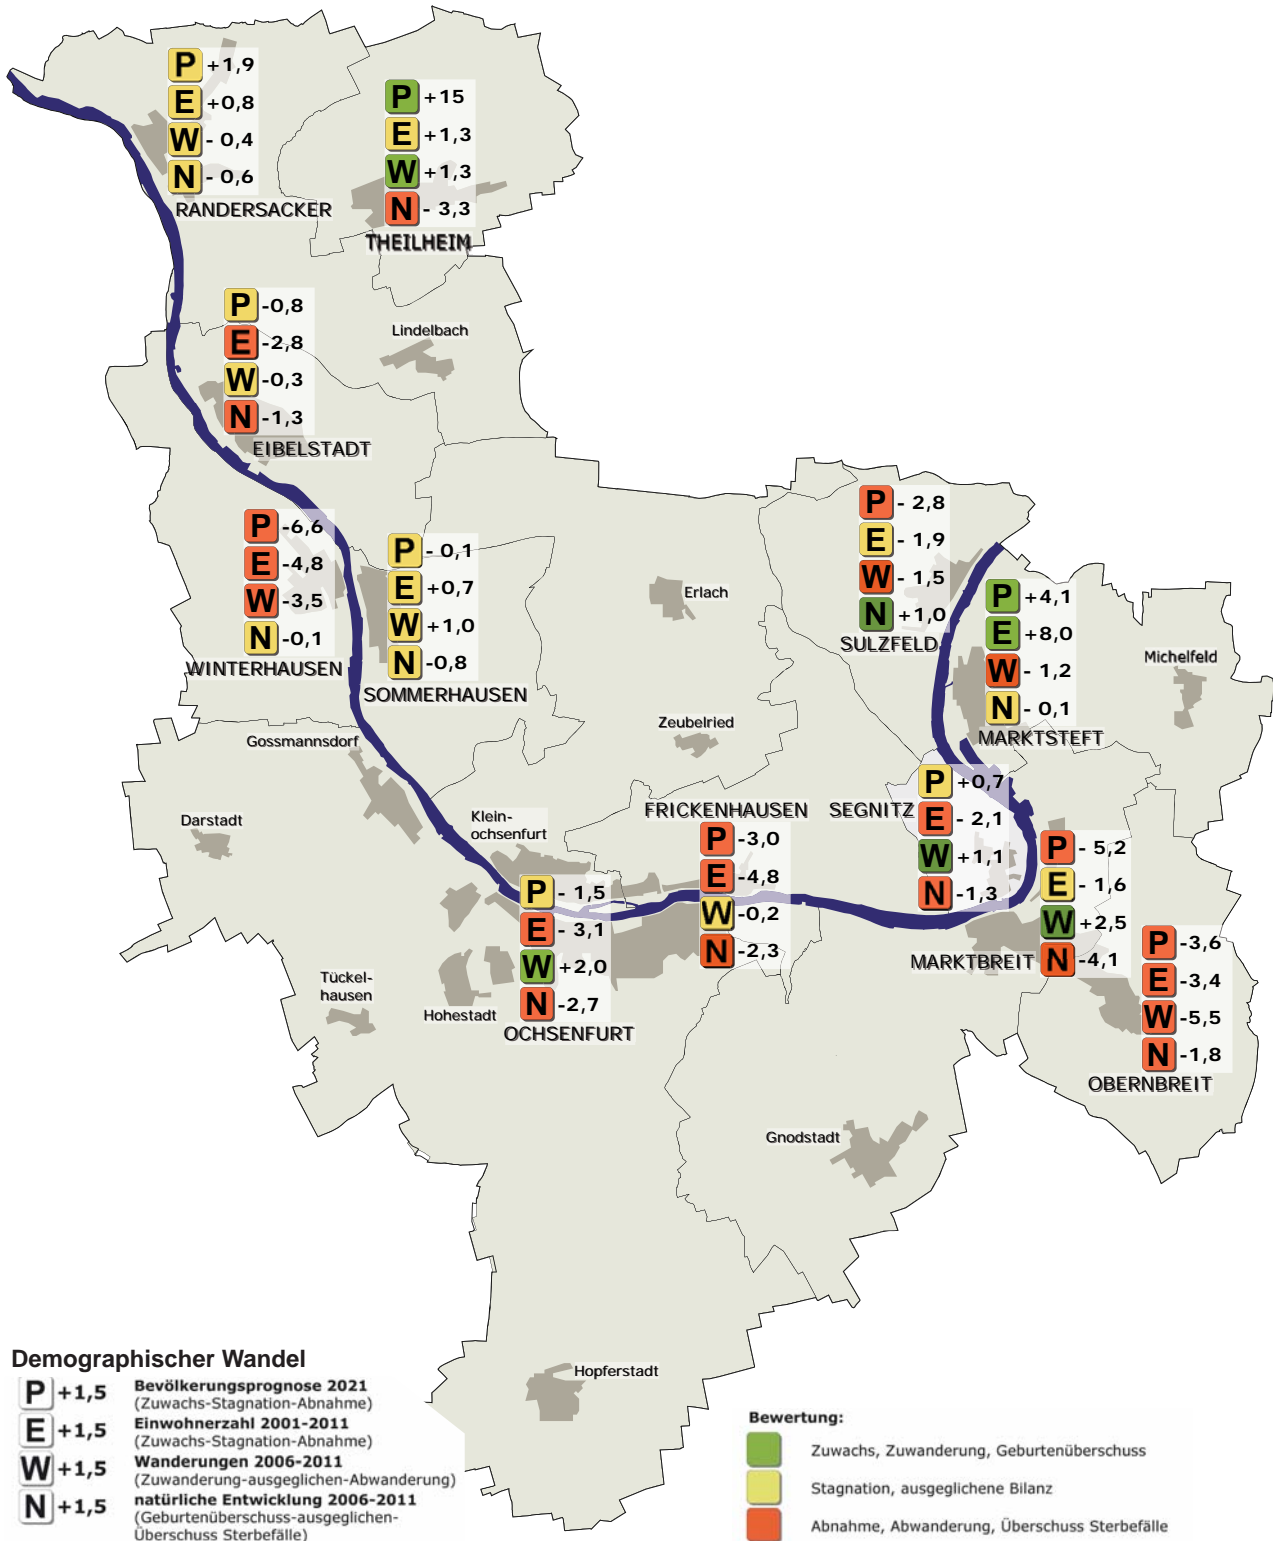 P +1,9
E +0,8
W - 0,4
N - 0,6
RANDERSACKER
P +15
E +1,3
W +1,3
N - 3,3
THEILHEIM
P -0,8
E -2,8
W -0,3
N -1,3
EIBELSTADT
Lindelbach
P -6,6
E -4,8
W -3,5
N -0,1
WINTERHAUSEN
P - 0,1
E +0,7
W +1,0
N -0,8
SOMMERHAUSEN
Erlach
P - 2,8
E - 1,9
W - 1,5
N +1,0
SULZFELD
P +4,1
E +8,0
W - 1,2
N - 0,1
MARKTSTEFT
Michelfeld
Zeubelried
Gossmannsdorf
Darstadt
Klein-
ochsenfurt
FRICKENHAUSEN
P -3,0
E -4,8
W -0,2
N -2,3
SEGNITZ
P +0,7
E - 2,1
W +1,1
N -1,3
P - 5,2
E - 1,6
W +2,5
N -4,1
MARKTBREIT
P - 1,5
E - 3,1
W +2,0
N -2,7
OCHSENFURT
Tückel-
hausen
Hohestadt
P -3,6
E -3,4
W -5,5
N -1,8
OBERNBREIT
Gnodstadt
Hopferstadt
Demographischer Wandel
P +1,5 Bevölkerungsprognose 2021
(Zuwachs-Stagnation-Abnahme)
E +1,5 Einwohnerzahl 2001-2011
(Zuwachs-Stagnation-Abnahme)
W +1,5 Wanderungen 2006-2011
(Zuwanderung-ausgeglichen-Abwanderung)
N +1,5 natürliche Entwicklung 2006-2011
(Geburtenüberschuss-ausgeglichen-
Überschuss Sterbefälle)
Bewertung:
Zuwachs, Zuwanderung, Geburtenüberschuss
Stagnation, ausgeglichene Bilanz
Abnahme, Abwanderung, Überschuss Sterbefälle